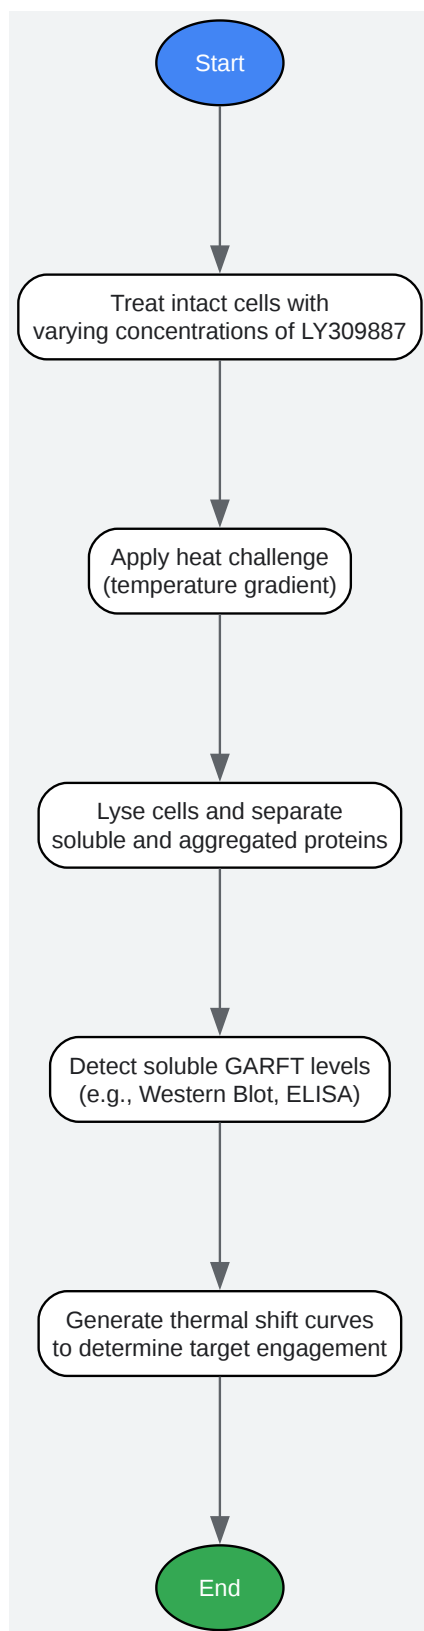 Start
Treat intact cells with
varying concentrations of LY309887
Apply heat challenge
(temperature gradient)
Lyse cells and separate
soluble and aggregated proteins
Detect soluble GARFT levels
(e.g., Western Blot, ELISA)
Generate thermal shift curves
to determine target engagement
End